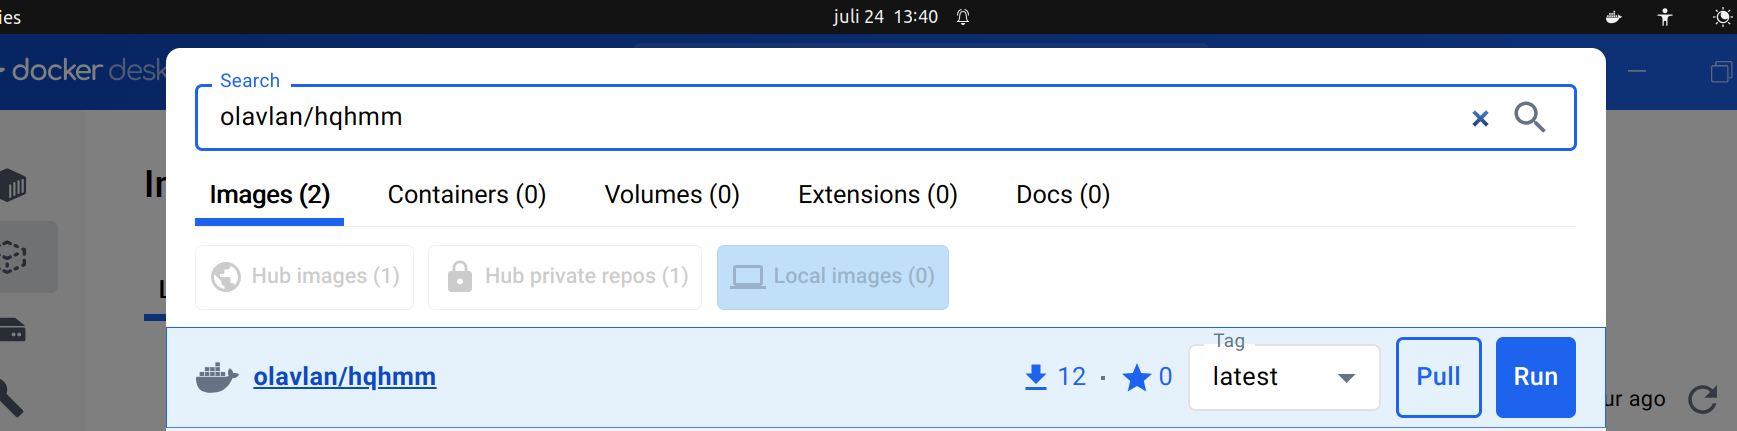 ies
juli 24 13:40
docker desk
Search
olavlan/hqhmm
Images (2) Containers (0) Volumes (0) Extensions (0) Docs (0)
Hub images (1) Hub private repos (1) Local images (0)
Tag
olavlan/hqhmm 12 · 0 latest Pull Run
ur ago